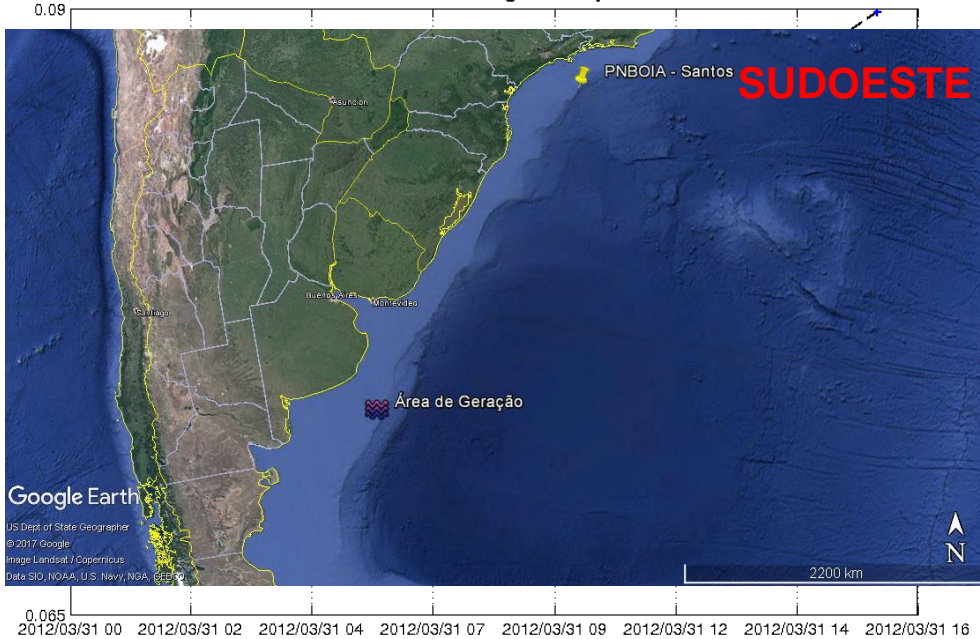 0.09
PNBOIA - Santos
SUDOESTE
Asuncion
Buenos Aires
Montevideo
Santiago
Área de Geração
Google Earth
US Dept of State Geographer
© 2017 Google
Image Landsat / Copernicus
Data SIO, NOAA, U.S. Navy, NGA, GEBCO
N
2200 km
0.065
2012/03/31 00 2012/03/31 02 2012/03/31 04 2012/03/31 07 2012/03/31 09 2012/03/31 12 2012/03/31 14 2012/03/31 16